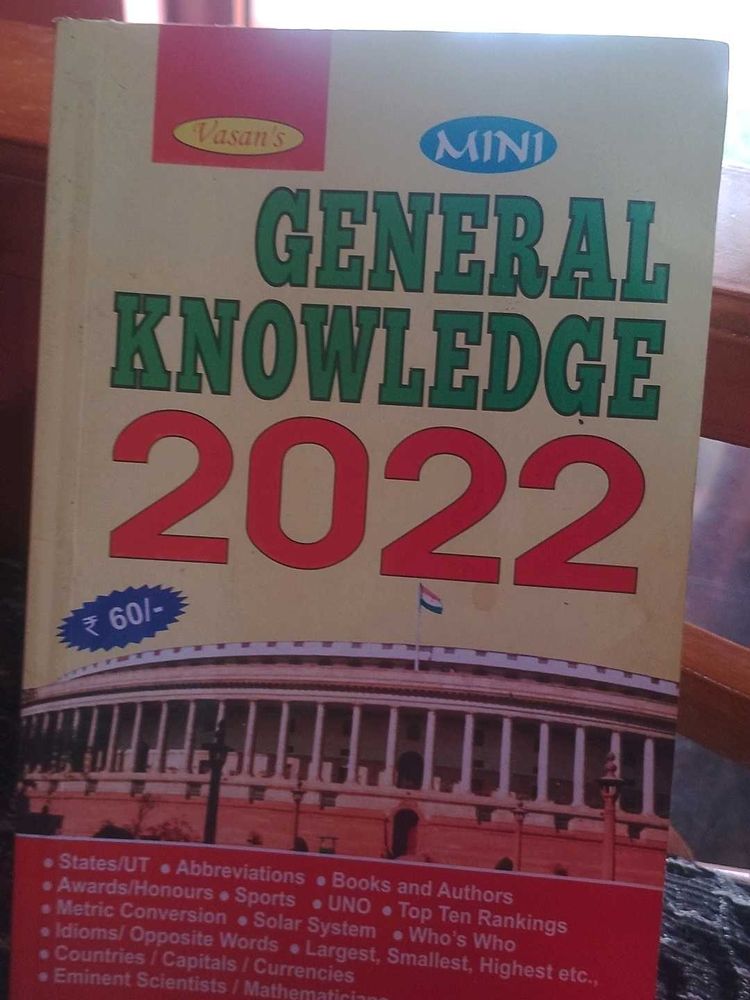 Vasan's
MINI
GENERAL
KNOWLEDGE
2022
₹ 60/-
• States/UT • Abbreviations • Books and Authors
• Awards/Honours • Sports • UNO • Top Ten Rankings
• Metric Conversion • Solar System • Who's Who
• Idioms/ Opposite Words • Largest, Smallest, Highest etc.,
• Countries / Capitals / Currencies
• Eminent Scientists / Mathematicians